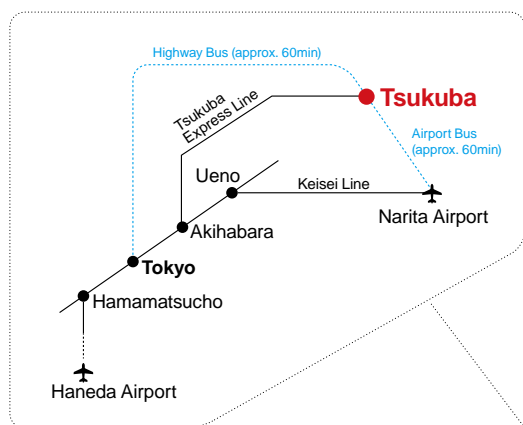 Highway Bus (approx. 60min)
Tsukuba
Tsukuba
Express Line
Airport Bus
(approx. 60min)
Ueno
Keisei Line
Narita Airport
Akihabara
Tokyo
Hamamatsucho
Haneda Airport